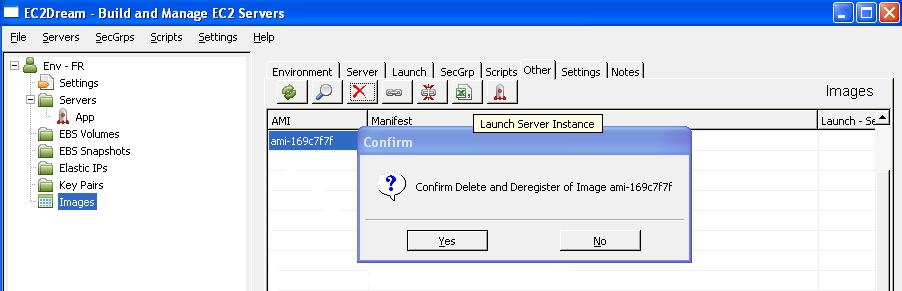 EC2Dream - Build and Manage EC2 Servers
File Servers SecGrps Scripts Settings Help
Env - FR
Settings
Servers
App
EBS Volumes
EBS Snapshots
Elastic IPs
Key Pairs
Images
Environment Server Launch SecGrp Scripts Other Settings Notes
Images
AMI Manifest Launch - Se
Launch Server Instance
ami-169c7f7f
Confirm
Confirm Delete and Deregister of Image ami-169c7f7f
Yes No